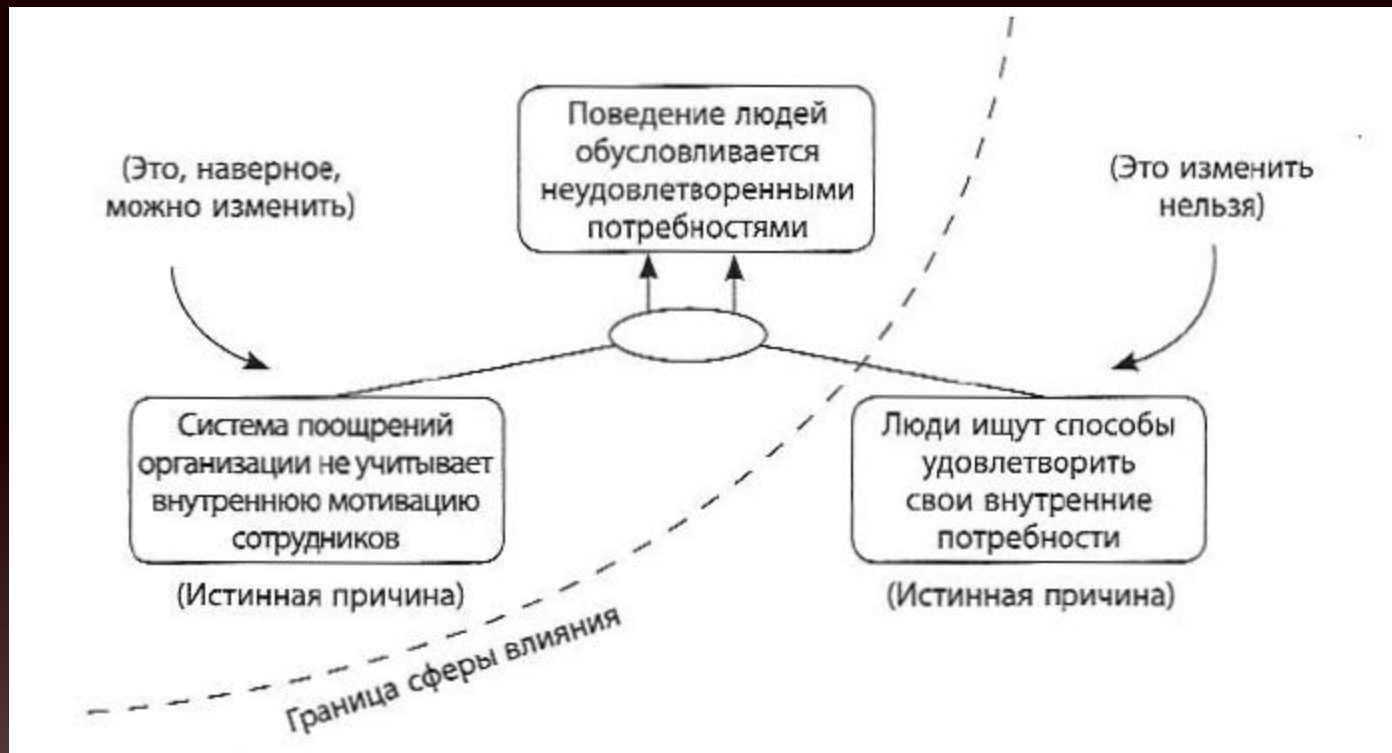 Поведение людей
обусловливается
неудовлетворенными
потребностями
(Это, наверное,
можно изменить)
(Это изменить
нельзя)
Система поощрений
организации не учитывает
внутреннюю мотивацию
сотрудников
(Истинная причина)
Люди ищут способы
удовлетворить
свои внутренние
потребности
(Истинная причина)
Граница сферы влияния